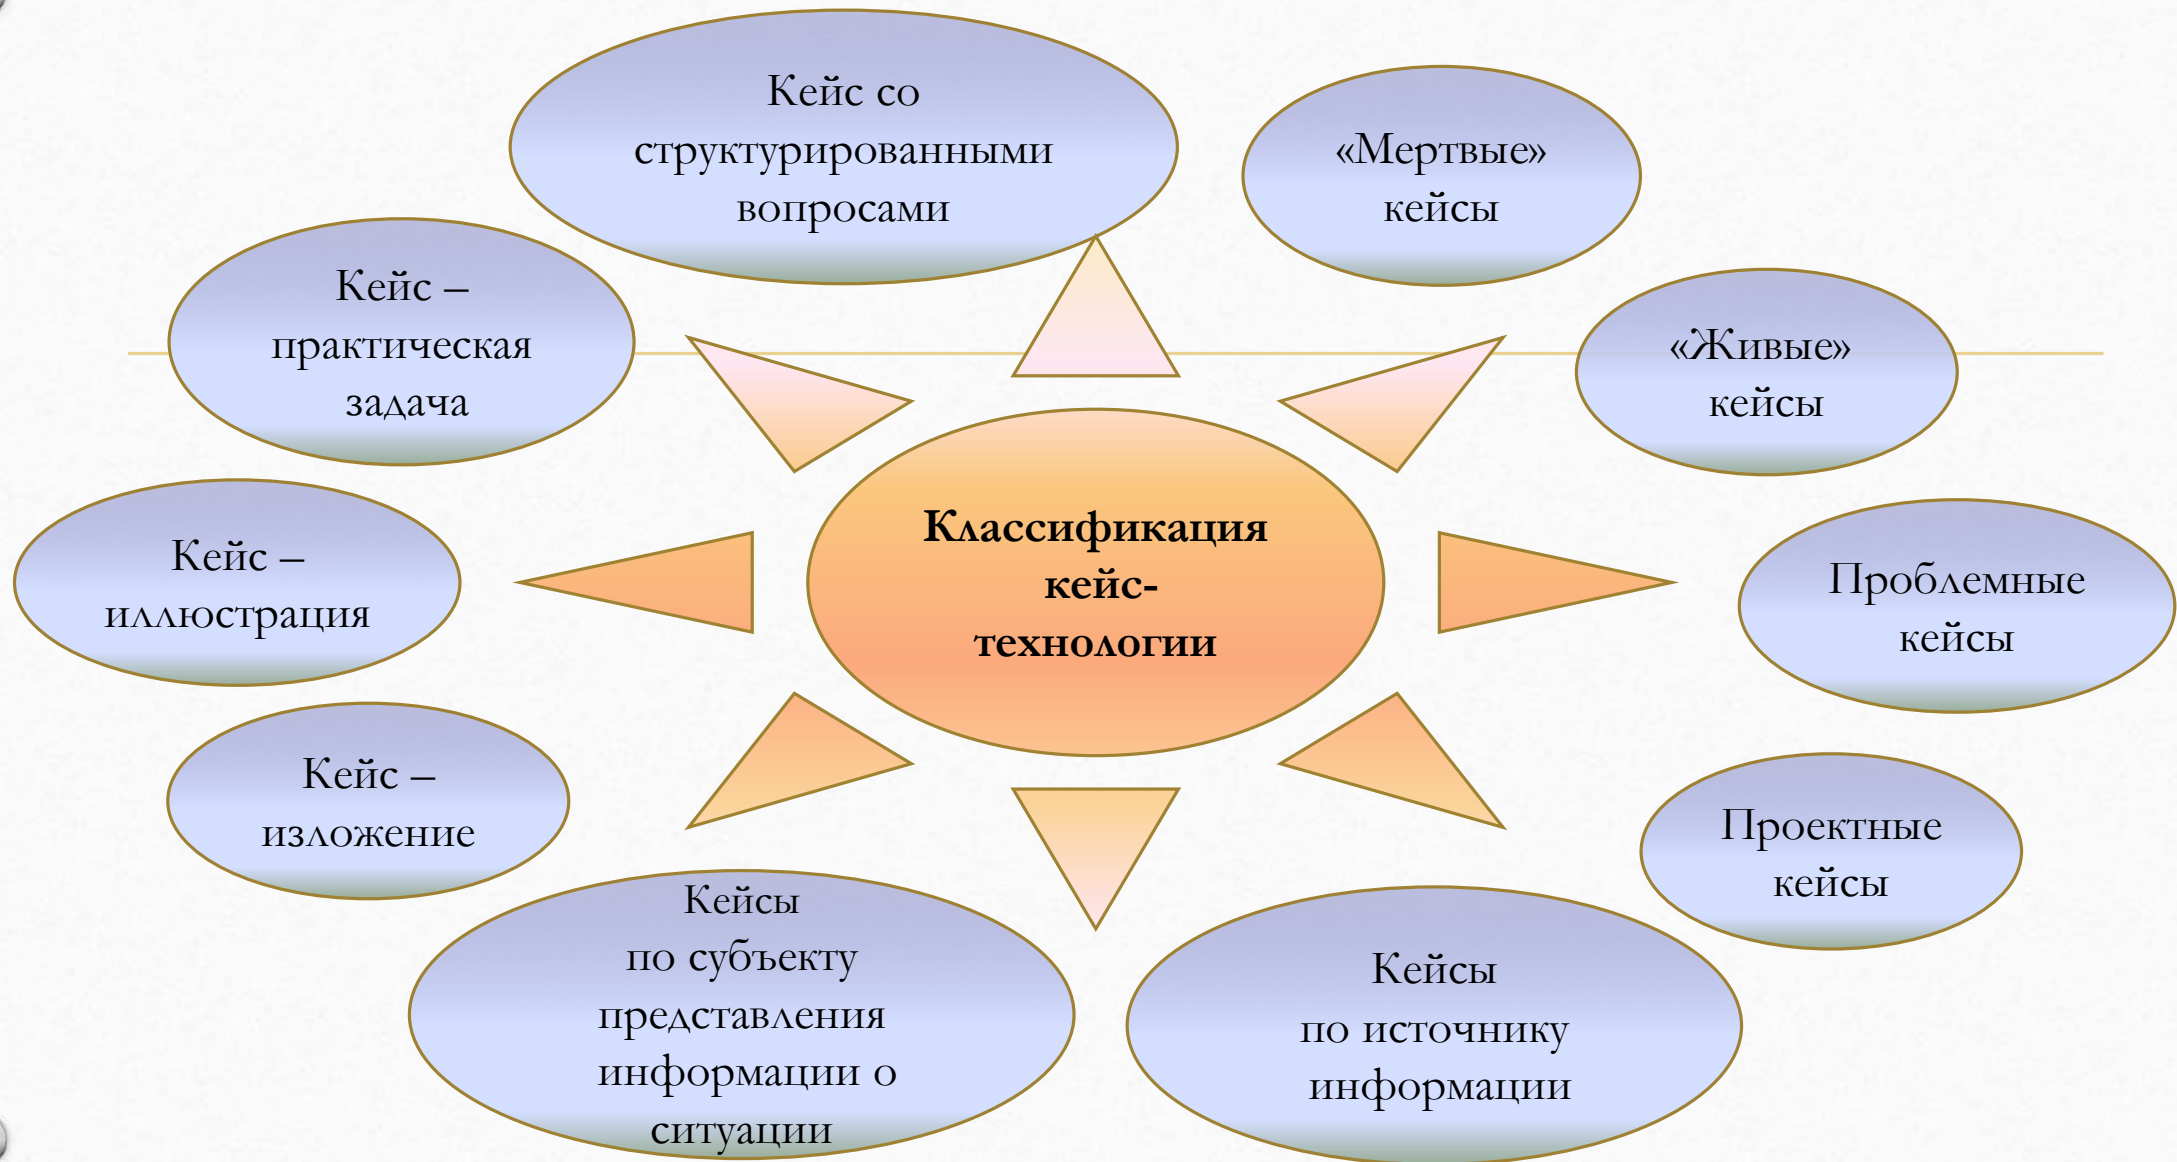 Кейс со
структурированными
вопросами
«Мертвые»
кейсы
Кейс –
практическая
задача
«Живые»
кейсы
Классификация
кейс-
технологии
Кейс –
иллюстрация
Проблемные
кейсы
Кейс –
изложение
Проектные
кейсы
Кейсы
по субъекту
представления
информации о
ситуации
Кейсы
по источнику
информации